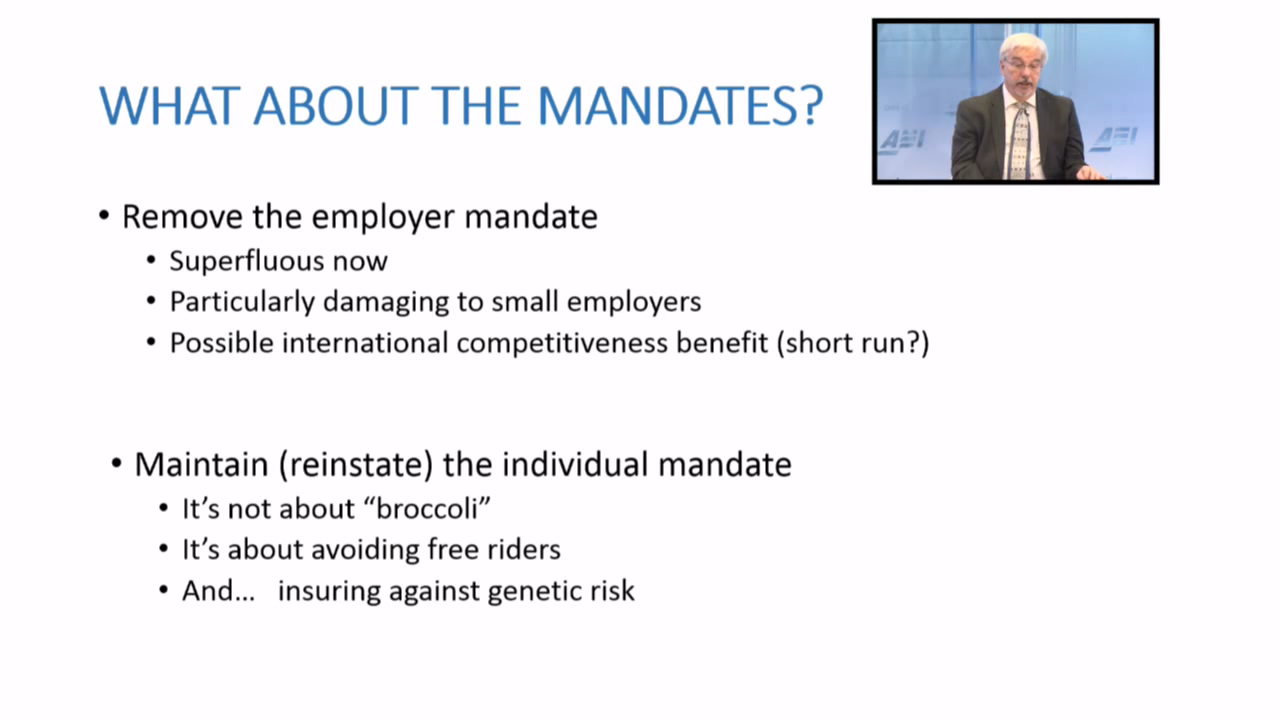 WHAT ABOUT THE MANDATES?
AEI
AEI
• Remove the employer mandate
• Superfluous now
• Particularly damaging to small employers
• Possible international competitiveness benefit (short run?)
• Maintain (reinstate) the individual mandate
• It’s not about “broccoli”
• It’s about avoiding free riders
• And... insuring against genetic risk